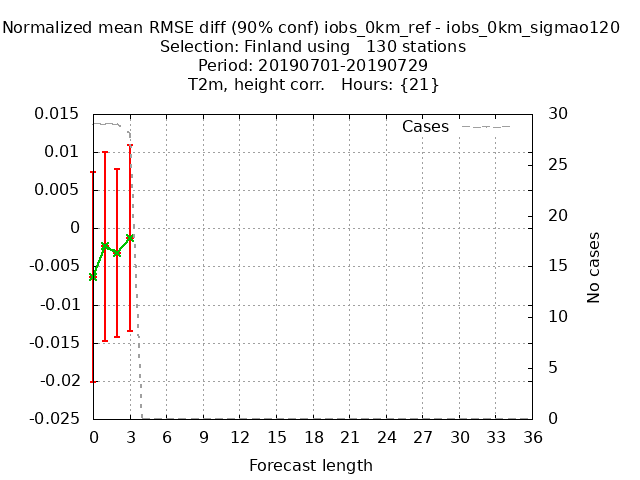 Normalized mean RMSE diff (90% conf) iobs_0km_ref - iobs_0km_sigmao120
Selection: Finland using   130 stations
Period: 20190701-20190729
T2m, height corr.   Hours: {21}
Cases
0.015
0.01
0.005
0
-0.005
-0.01
-0.015
-0.02
-0.025
30
25
20
15
10
5
0
No cases
0 3 6 9 12 15 18 21 24 27 30 33 36
Forecast length